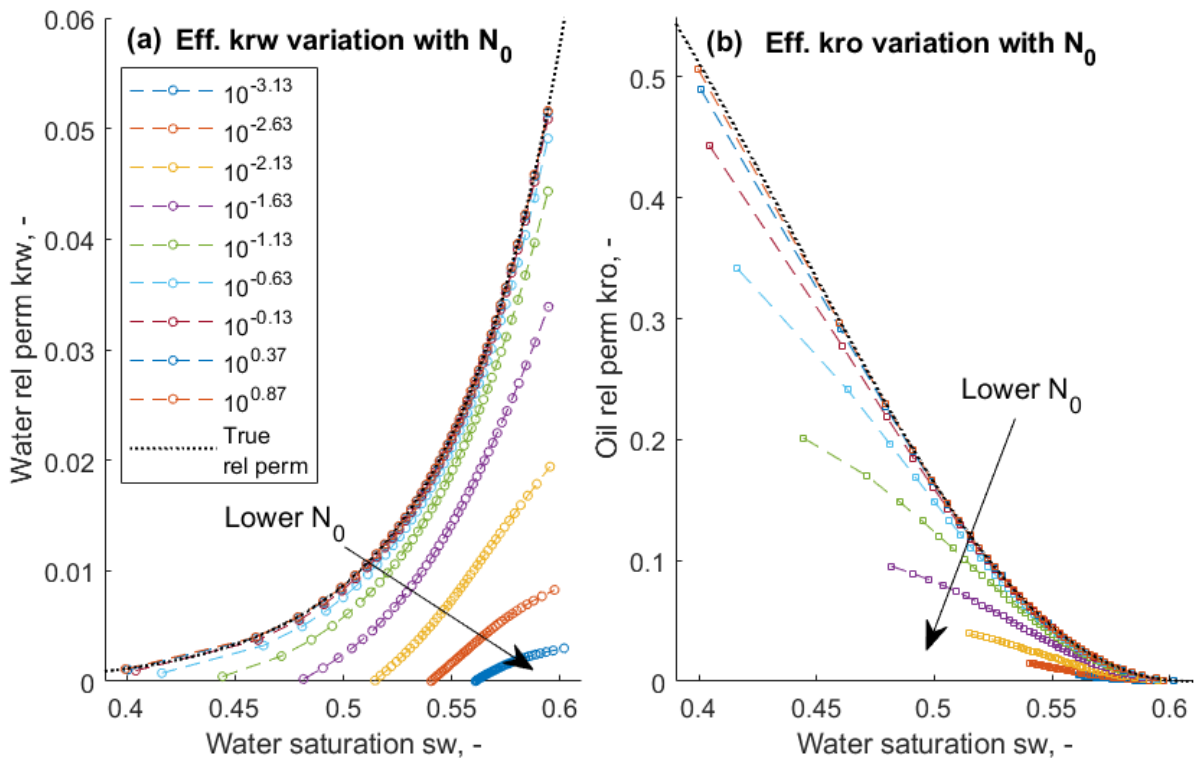 (a) Eff. krw variation with N0
0.06
0.05
0.04
0.03
0.02
0.01
0
Water rel perm krw, -
10^-3.13
10^-2.63
10^-2.13
10^-1.63
10^-1.13
10^-0.63
10^-0.13
10^0.37
10^0.87
True
rel perm
Lower N0
0.4 0.45 0.5 0.55 0.6
Water saturation sw, -
(b) Eff. kro variation with N0
0.5
0.4
0.3
0.2
0.1
0
Oil rel perm kro, -
Lower N0
0.4 0.45 0.5 0.55 0.6
Water saturation sw, -